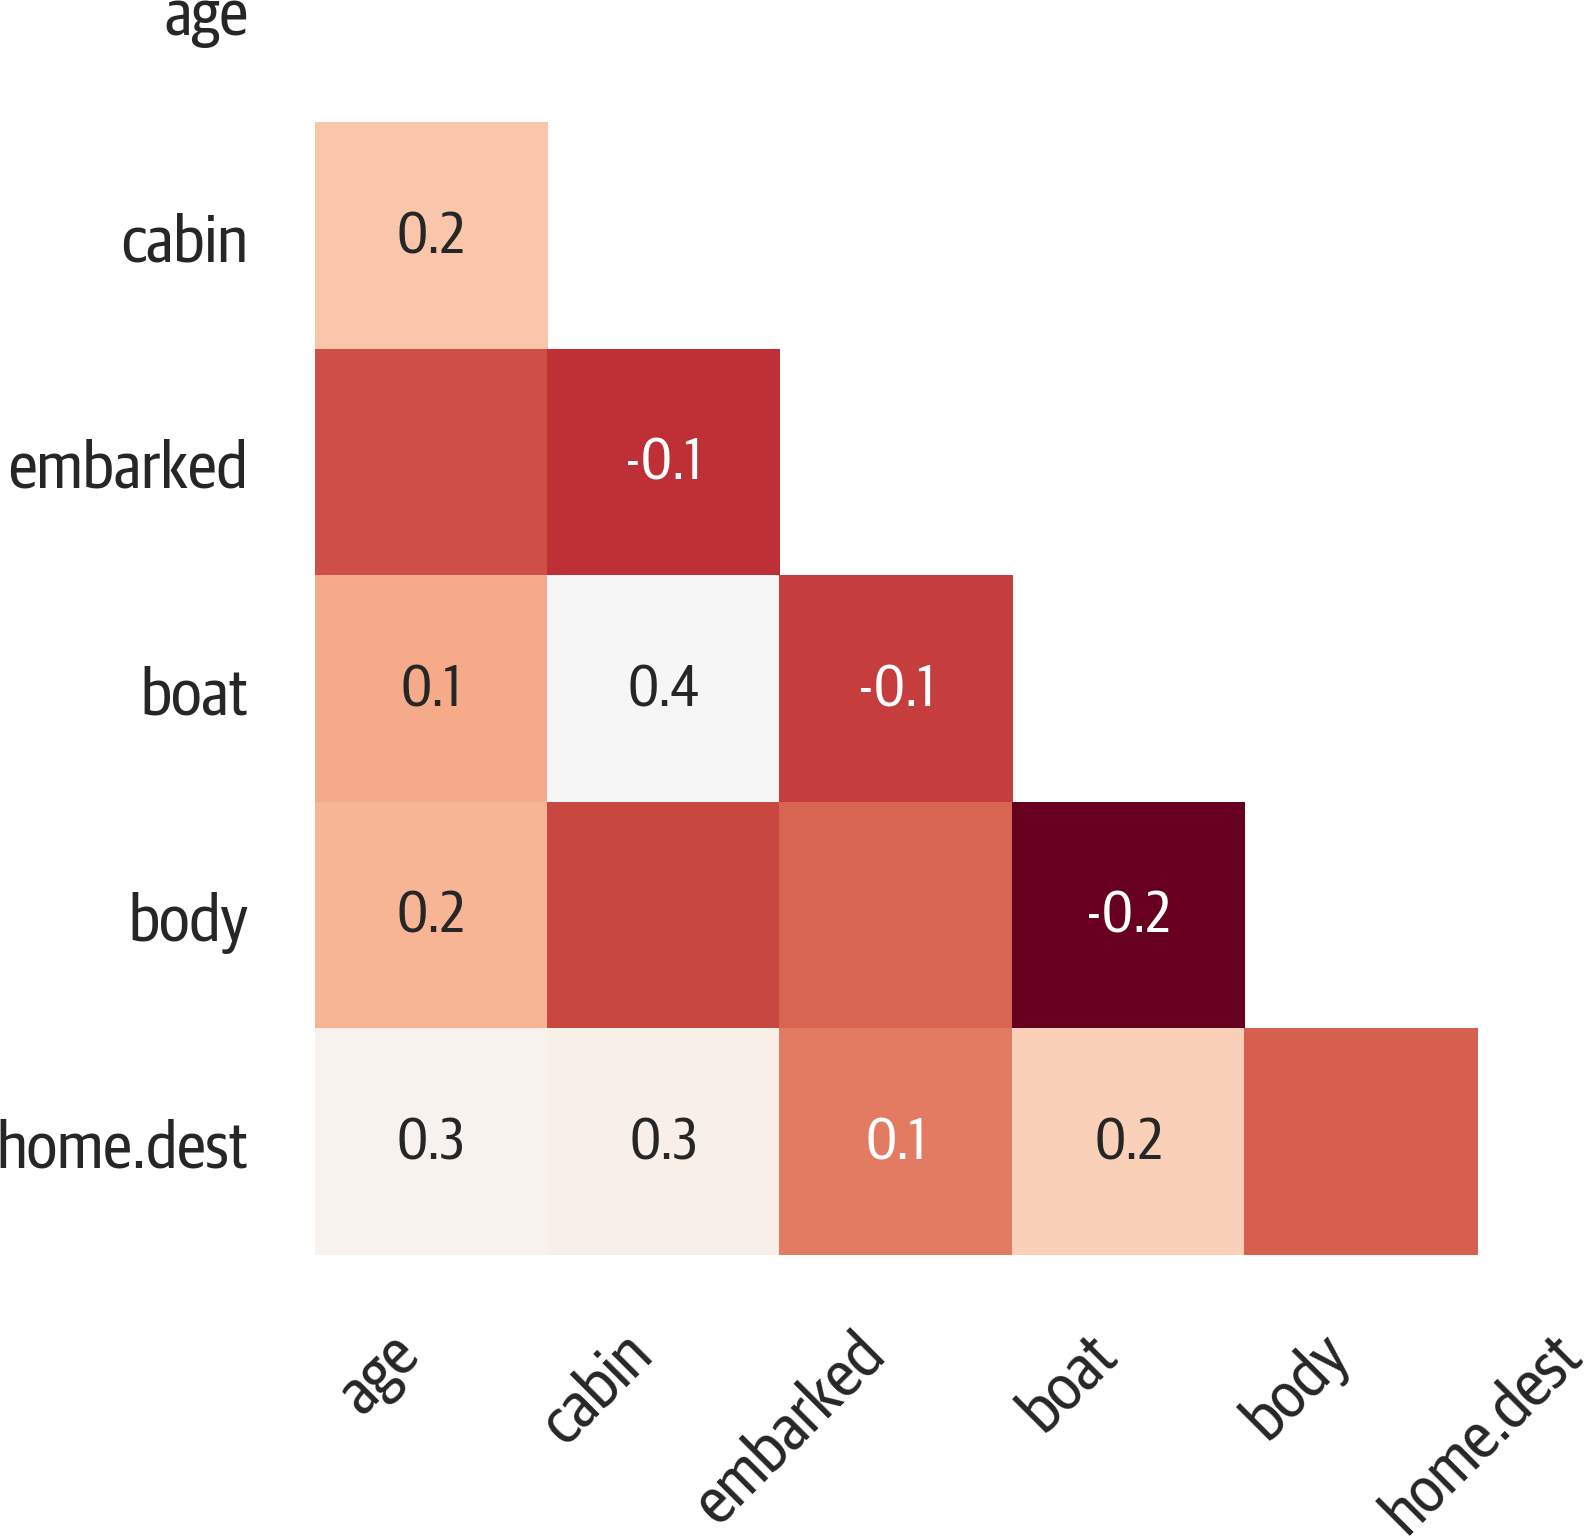 age
cabin 0.2
embarked -0.1
boat 0.1 0.4 -0.1
body 0.2 -0.2
home.dest 0.3 0.3 0.1 0.2
age cabin embarked boat body home.dest